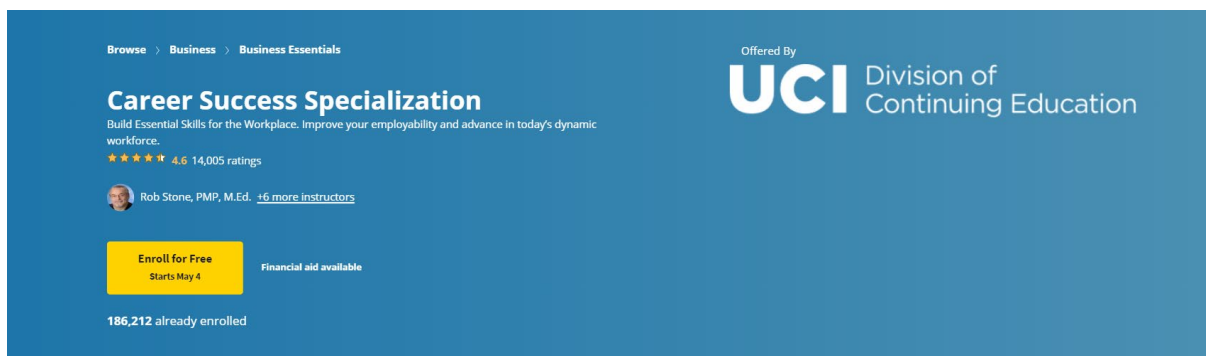 Browse > Business > Business Essentials
Career Success Specialization
Build Essential Skills for the Workplace. Improve your employability and advance in today's dynamic
workforce.
4.6 14,005 ratings
Rob Stone, PMP, M.Ed. +6 more instructors
Enroll for Free
Starts May 4
Financial aid available
186,212 already enrolled
Offered By
UCI Division of
Continuing Education